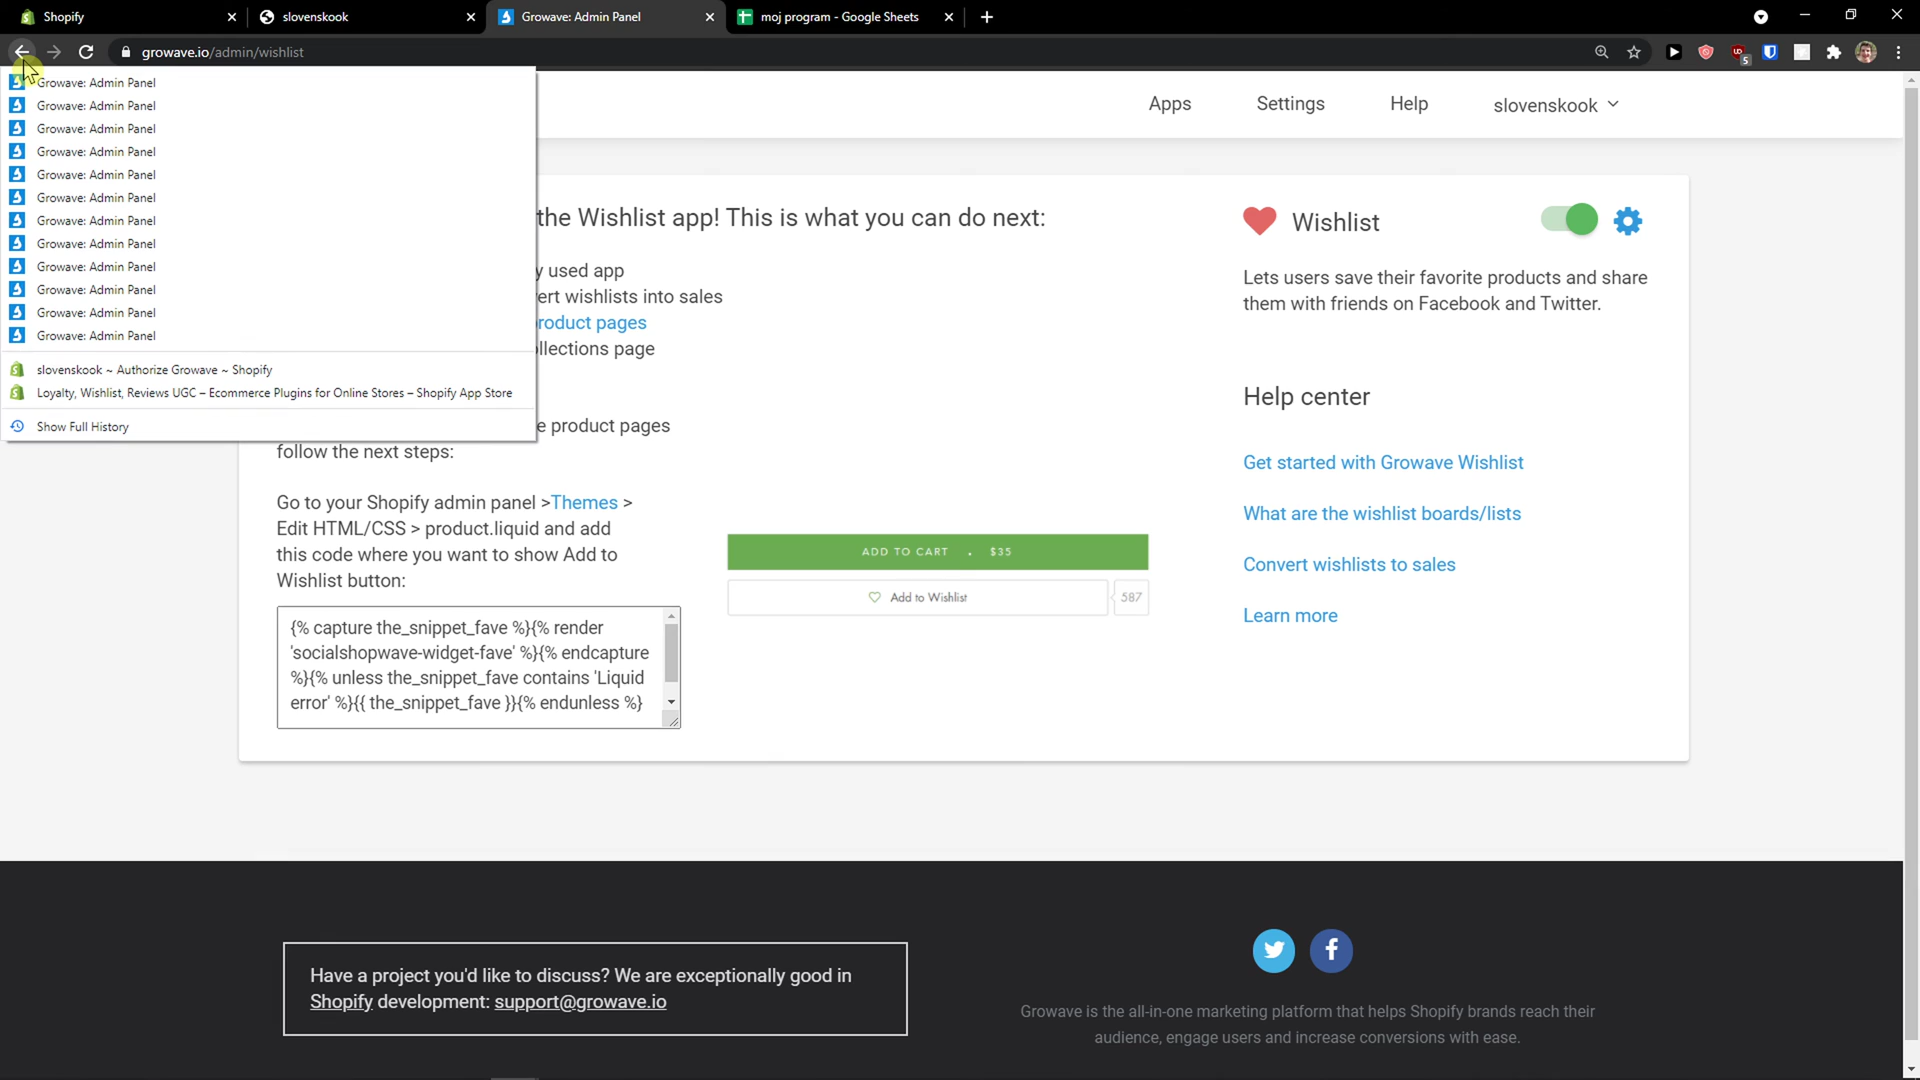 Shopify
slovenskook
Growave: Admin Panel
moj program - Google Sheets
growave.io/admin/wishlist
5
Growave: Admin Panel
Growave: Admin Panel
Growave: Admin Panel
Growave: Admin Panel
Growave: Admin Panel
Growave: Admin Panel
Growave: Admin Panel
Growave: Admin Panel
Growave: Admin Panel
Growave: Admin Panel
Growave: Admin Panel
Growave: Admin Panel
slovenskook ~ Authorize Growave ~ Shopify
Loyalty, Wishlist, Reviews UGC – Ecommerce Plugins for Online Stores – Shopify App Store
Show Full History
Apps
Settings
Help
slovenskook
the Wishlist app! This is what you can do next:
y used app
ert wishlists into sales
roduct pages
llections page
e product pages
follow the next steps:
Go to your Shopify admin panel >Themes >
Edit HTML/CSS > product.liquid and add
this code where you want to show Add to
Wishlist button:
{% capture the_snippet_fave %}{% render
'socialshopwave-widget-fave' %}{% endcapture
%}{% unless the_snippet_fave contains 'Liquid
error' %}{{ the_snippet_fave }}{% endunless %}
ADD TO CART . $35
Add to Wishlist
587
Wishlist
Lets users save their favorite products and share
them with friends on Facebook and Twitter.
Help center
Get started with Growave Wishlist
What are the wishlist boards/lists
Convert wishlists to sales
Learn more
Have a project you'd like to discuss? We are exceptionally good in
Shopify development: support@growave.io
Growave is the all-in-one marketing platform that helps Shopify brands reach their
audience, engage users and increase conversions with ease.